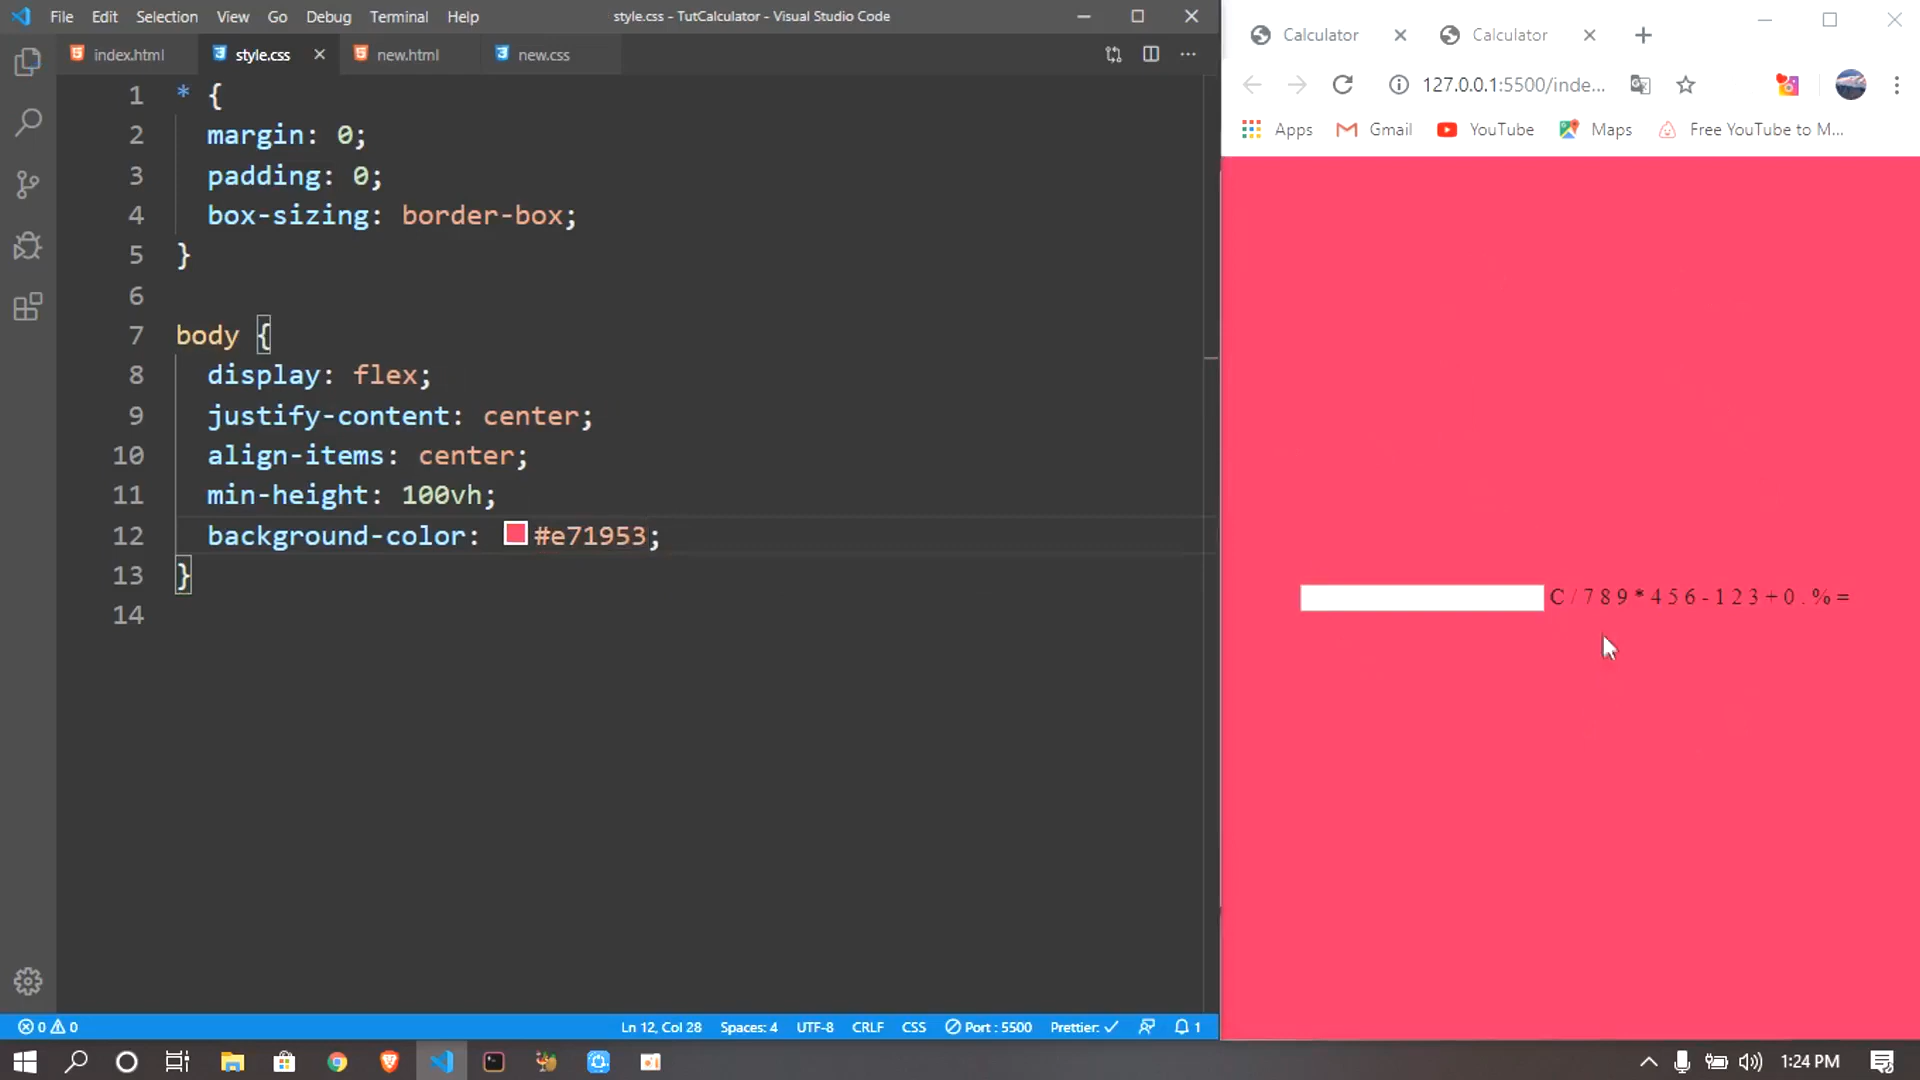 File Edit Selection View Go Debug Terminal Help
style.css - TutCalculator - Visual Studio Code
index.html
style.css
new.html
new.css
1 * {
2 margin: 0;
3 padding: 0;
4 box-sizing: border-box;
5 }
6
7 body {
8 display: flex;
9 justify-content: center;
10 align-items: center;
11 min-height: 100vh;
12 background-color: #e71953;
13 }
14
0 0
Ln 12, Col 28 Spaces: 4 UTF-8 CRLF CSS Port : 5500 Prettier: ✓ 1
Calculator
Calculator
127.0.0.1:5500/inde...
Apps Gmail YouTube Maps Free YouTube to M...
C / 7 8 9 * 4 5 6 - 1 2 3 + 0 . % =
1:24 PM